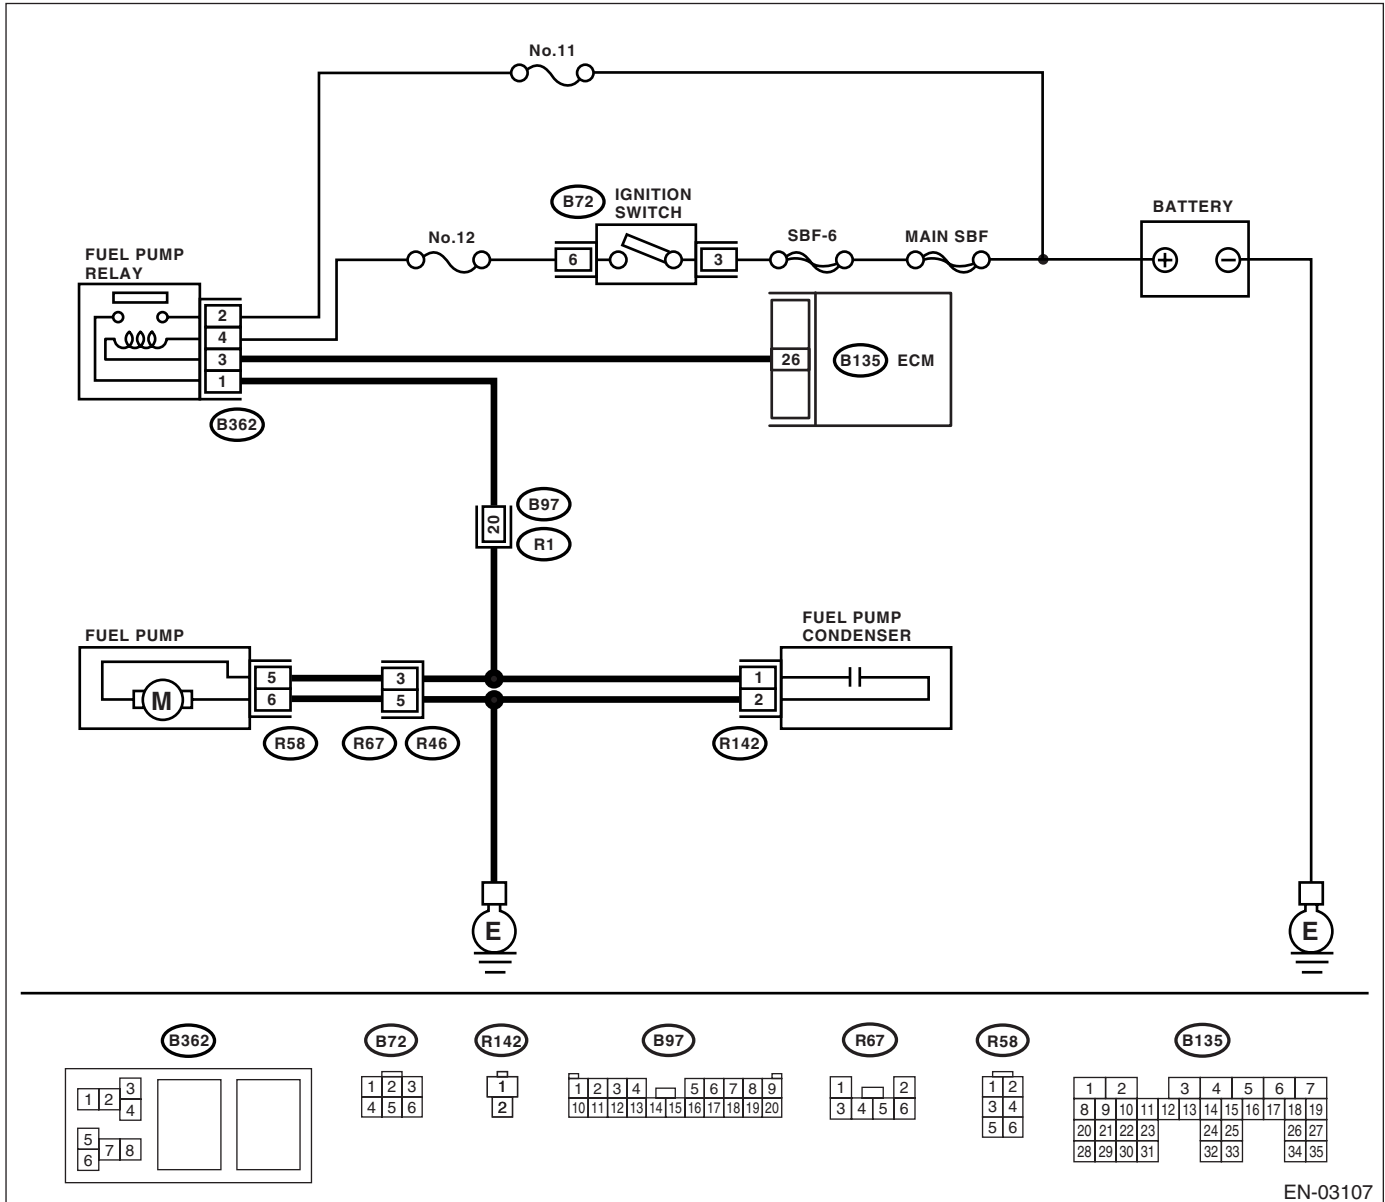 No.11
B72 IGNITION
SWITCH
BATTERY
No.12
SBF-6
MAIN SBF
6
3
+
−
FUEL PUMP
RELAY
2
4
3
1
B362
26
B135 ECM
20
B97
R1
FUEL PUMP
M
5
6
3
5
R58
R67
R46
FUEL PUMP
CONDENSER
1
2
R142
E
E
B362
B72
R142
B97
R67
R58
B135
1 2 3
4
5
6 7 8
1 2 3
4 5 6
1
2
1 2 3 4 5 6 7 8 9
10 11 12 13 14 15 16 17 18 19 20
1 2
3 4 5 6
1 2
3 4
5 6
1 2 3 4 5 6 7
8 9 10 11 12 13 14 15 16 17 18 19
20 21 22 23 24 25 26 27
28 29 30 31 32 33 34 35
EN-03107